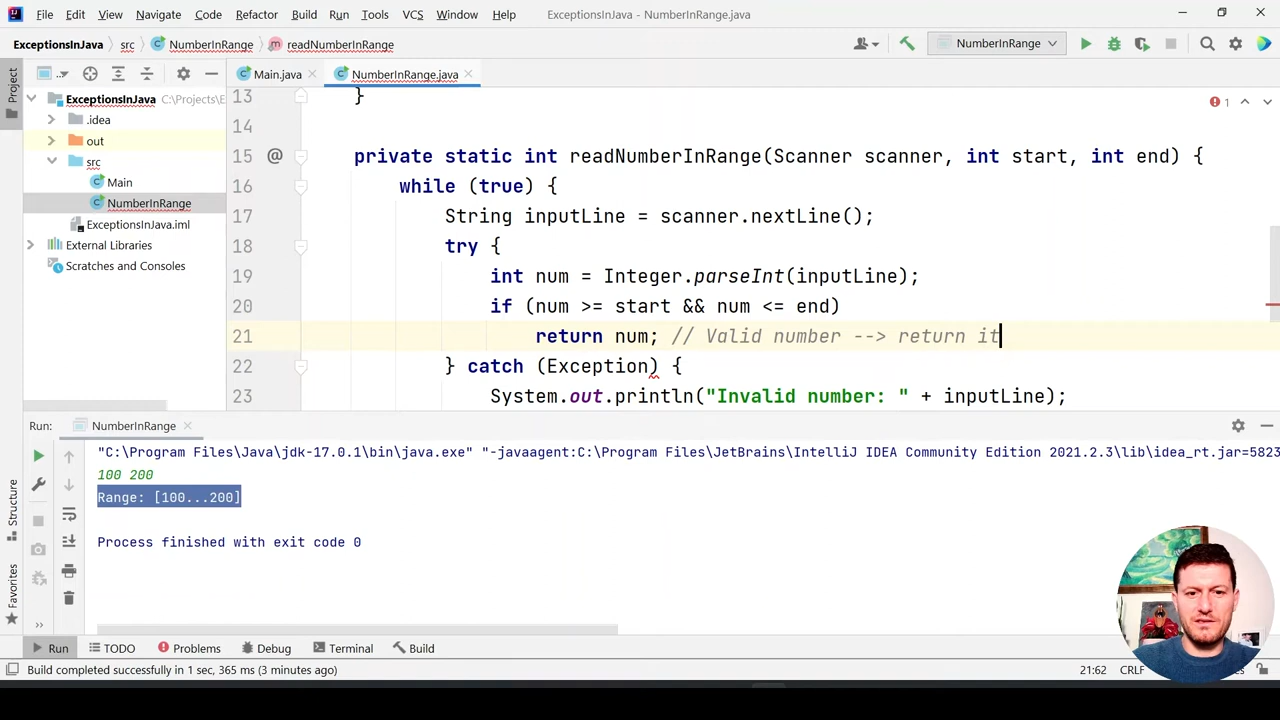 File Edit View Navigate Code Refactor Build Run Tools VCS Window Help ExceptionsInJava - NumberInRange.java
ExceptionsInJava src NumberInRange readNumberInRange NumberInRange
Project
Main.java NumberInRange.java
ExceptionsInJava C:\Projects\E
.idea
out
src
Main
NumberInRange
ExceptionsInJava.iml
External Libraries
Scratches and Consoles
1
13 }
14
15 @ private static int readNumberInRange(Scanner scanner, int start, int end) {
16 while (true) {
17 String inputLine = scanner.nextLine();
18 try {
19 int num = Integer.parseInt(inputLine);
20 if (num >= start && num <= end)
21 return num; // Valid number --> return it
22 } catch (Exception) {
23 System.out.println("Invalid number: " + inputLine);
Run: NumberInRange
"C:\Program Files\Java\jdk-17.0.1\bin\java.exe" "-javaagent:C:\Program Files\JetBrains\IntelliJ IDEA Community Edition 2021.2.3\lib\idea_rt.jar=5823
100 200
Range: [100...200]
Process finished with exit code 0
Structure
Favorites
Run TODO Problems Debug Terminal Build
Build completed successfully in 1 sec, 365 ms (3 minutes ago) 21:62 CRLF